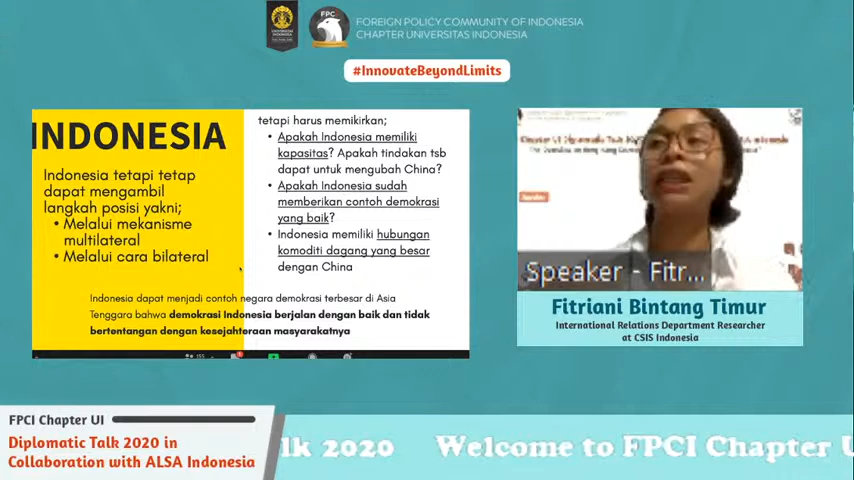 FPC
FOREIGN POLICY COMMUNITY OF INDONESIA
CHAPTER UNIVERSITAS INDONESIA
#InnovateBeyondLimits
INDONESIA
Indonesia tetapi tetap
dapat mengambil
langkah posisi yakni;
• Melalui mekanisme
multilateral
• Melalui cara bilateral
tetapi harus memikirkan;
• Apakah Indonesia memiliki
kapasitas? Apakah tindakan tsb
dapat untuk mengubah China?
• Apakah Indonesia sudah
memberikan contoh demokrasi
yang baik?
• Indonesia memiliki hubungan
komoditi dagang yang besar
dengan China
Indonesia dapat menjadi contoh negara demokrasi terbesar di Asia
Tenggara bahwa demokrasi Indonesia berjalan dengan baik dan tidak
bertentangan dengan kesejahteraan masyarakatnya
Speaker - Fitr...
Fitriani Bintang Timur
International Relations Department Researcher
at CSIS Indonesia
FPCI Chapter UI
Diplomatic Talk 2020 in
Collaboration with ALSA Indonesia
lk 2020 Welcome to FPCI Chapter U